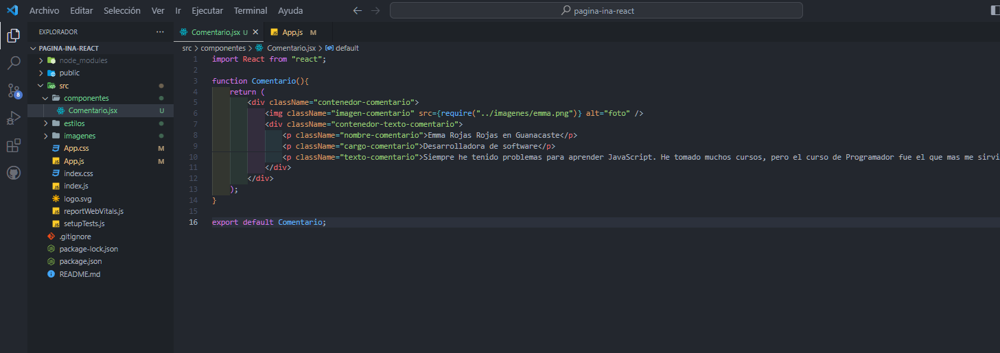 Archivo Editar Selección Ver Ir Ejecutar Terminal Ayuda
pagina-ina-react
EXPLORADOR
PAGINA-INA-REACT
node_modules
public
src
componentes
Comentario.jsx U
estilos
imagenes
App.css M
App.js M
index.css
index.js
logo.svg
reportWebVitals.js
setupTests.js
.gitignore
package-lock.json
package.json
README.md
8
Comentario.jsx U
App.js M
src > componentes > Comentario.jsx > default
1 import React from "react";
2
3 function Comentario(){
4 return (
5 <div className="contenedor-comentario">
6 <img className="imagen-comentario" src={require("../imagenes/emma.png")} alt="foto" />
7 <div className="contenedor-texto-comentario">
8 <p className="nombre-comentario">Emma Rojas Rojas en Guanacaste</p>
9 <p className="cargo-comentario">Desarrolladora de software</p>
10 <p className="texto-comentario">Siempre he tenido problemas para aprender JavaScript. He tomado muchos cursos, pero el curso de Programador fue el que mas me sirvi
11 </div>
12 </div>
13 );
14 }
15
16 export default Comentario;